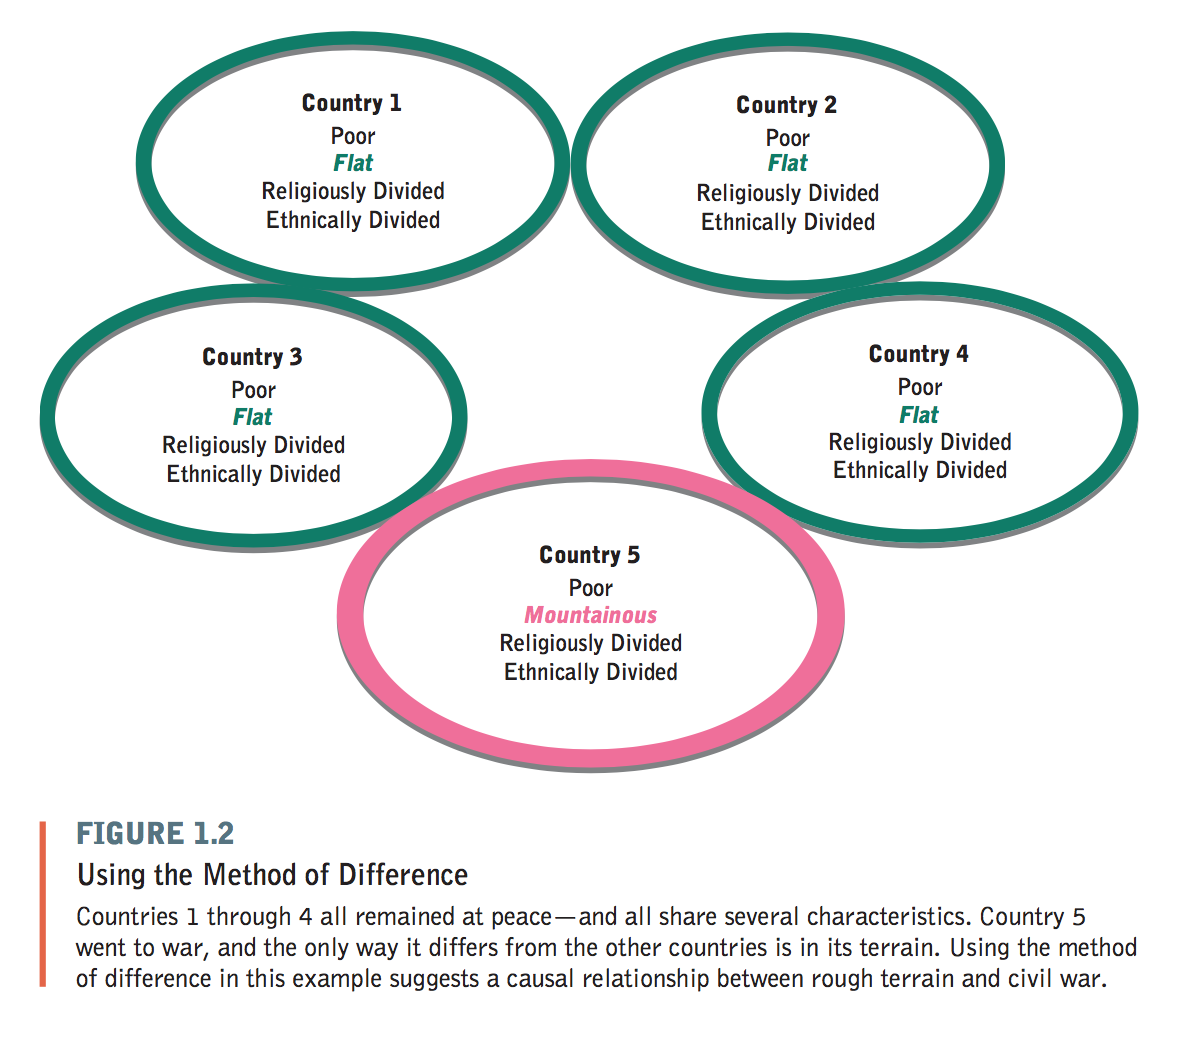 Country 1
Poor
Flat
Religiously Divided
Ethnically Divided
Country 2
Poor
Flat
Religiously Divided
Ethnically Divided
Country 3
Poor
Flat
Religiously Divided
Ethnically Divided
Country 4
Poor
Flat
Religiously Divided
Ethnically Divided
Country 5
Poor
Mountainous
Religiously Divided
Ethnically Divided
FIGURE 1.2
Using the Method of Difference
Countries 1 through 4 all remained at peace—and all share several characteristics. Country 5
went to war, and the only way it differs from the other countries is in its terrain. Using the method
of difference in this example suggests a causal relationship between rough terrain and civil war.